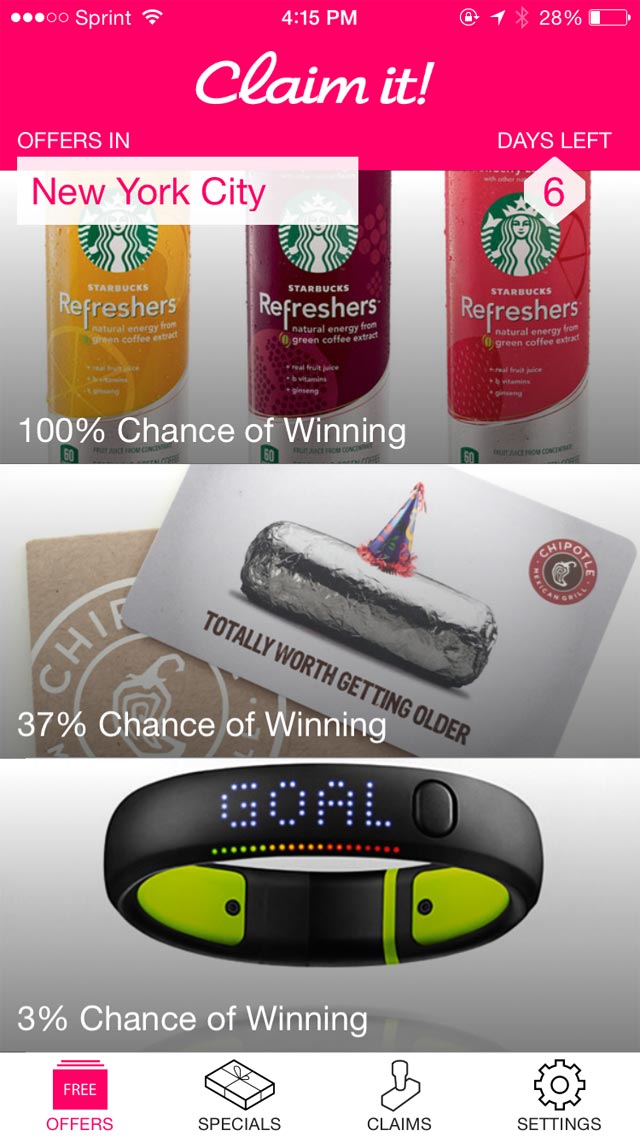 Sprint 4:15 PM 28%
Claim it!
OFFERS IN DAYS LEFT
New York City 6
STARBUCKS STARBUCKS STARBUCKS
Refreshers™ Refreshers™ Refreshers™
natural energy from natural energy from natural energy from
green coffee extract green coffee extract green coffee extract
• real fruit juice • real fruit juice • real fruit juice
• b vitamins • b vitamins • b vitamins
• ginseng • ginseng • ginseng
100% Chance of Winning
60 60 60
CHIPOTLE
MEXICAN GRILL
TOTALLY WORTH GETTING OLDER
CHIP
37% Chance of Winning
GOAL
3% Chance of Winning
FREE
OFFERS SPECIALS CLAIMS SETTINGS